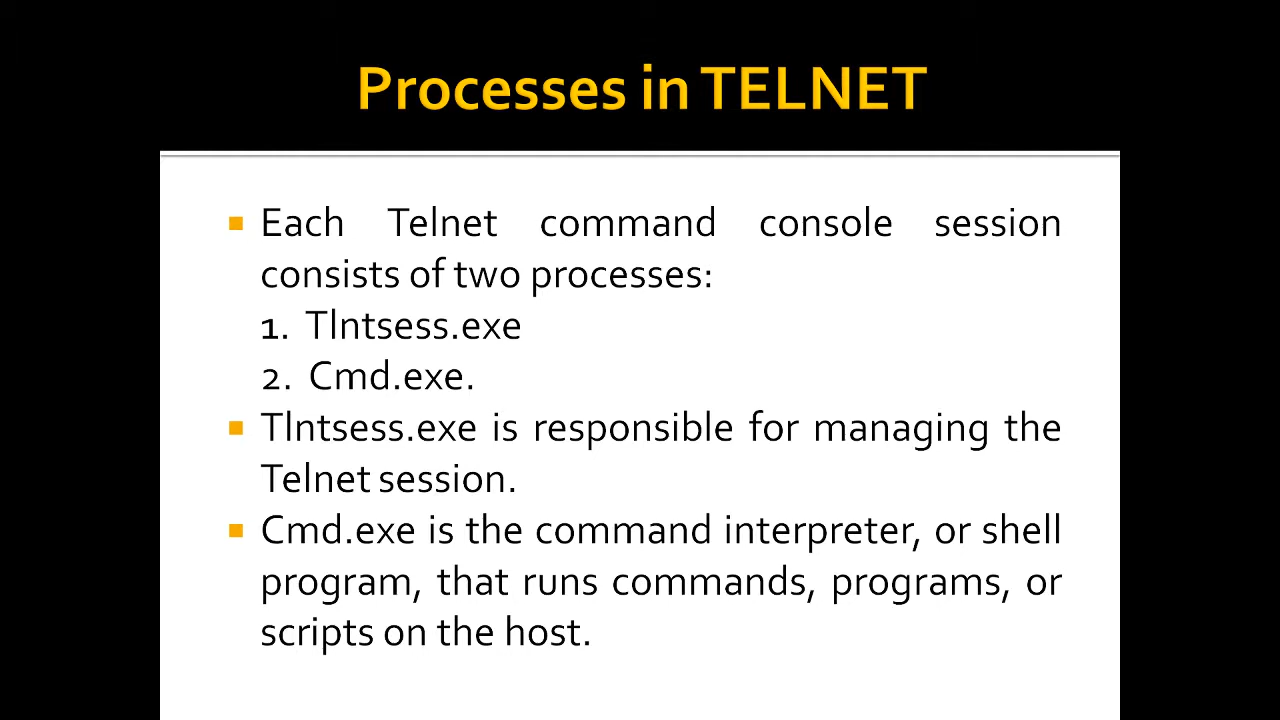 Processes in TELNET
Each Telnet command console session
consists of two processes:
1. Tlntsess.exe
2. Cmd.exe.
Tlntsess.exe is responsible for managing the
Telnet session.
Cmd.exe is the command interpreter, or shell
program, that runs commands, programs, or
scripts on the host.